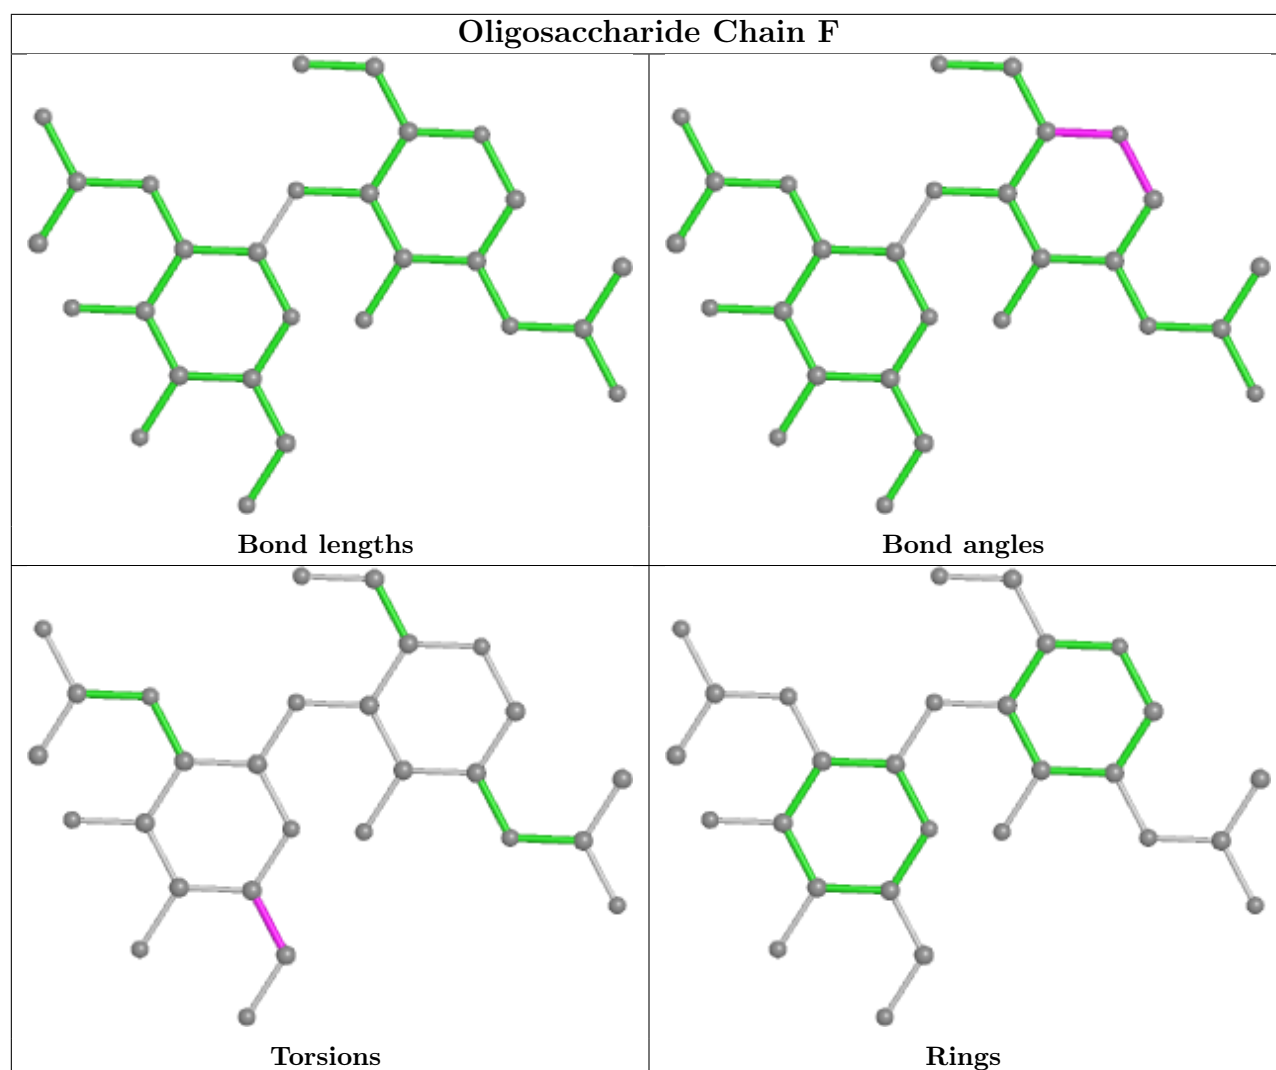 Oligosaccharide Chain F
Bond lengths
Bond angles
Torsions
Rings